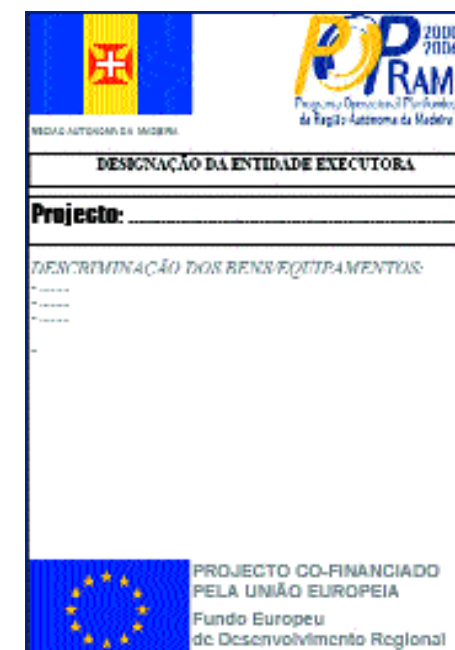 2000
2006
POP
RAM
Programa Operacional Plurifundos
da Região Autónoma da Madeira
REGIÃO AUTÓNOMA DA MADEIRA
DESIGNAÇÃO DA ENTIDADE EXECUTORA
Projecto: ...........................................
DESCRIMINAÇÃO DOS BENS/EQUIPAMENTOS:
- ......
- ......
- ......
-
PROJECTO CO-FINANCIADO
PELA UNIÃO EUROPEIA
Fundo Europeu
de Desenvolvimento Regional